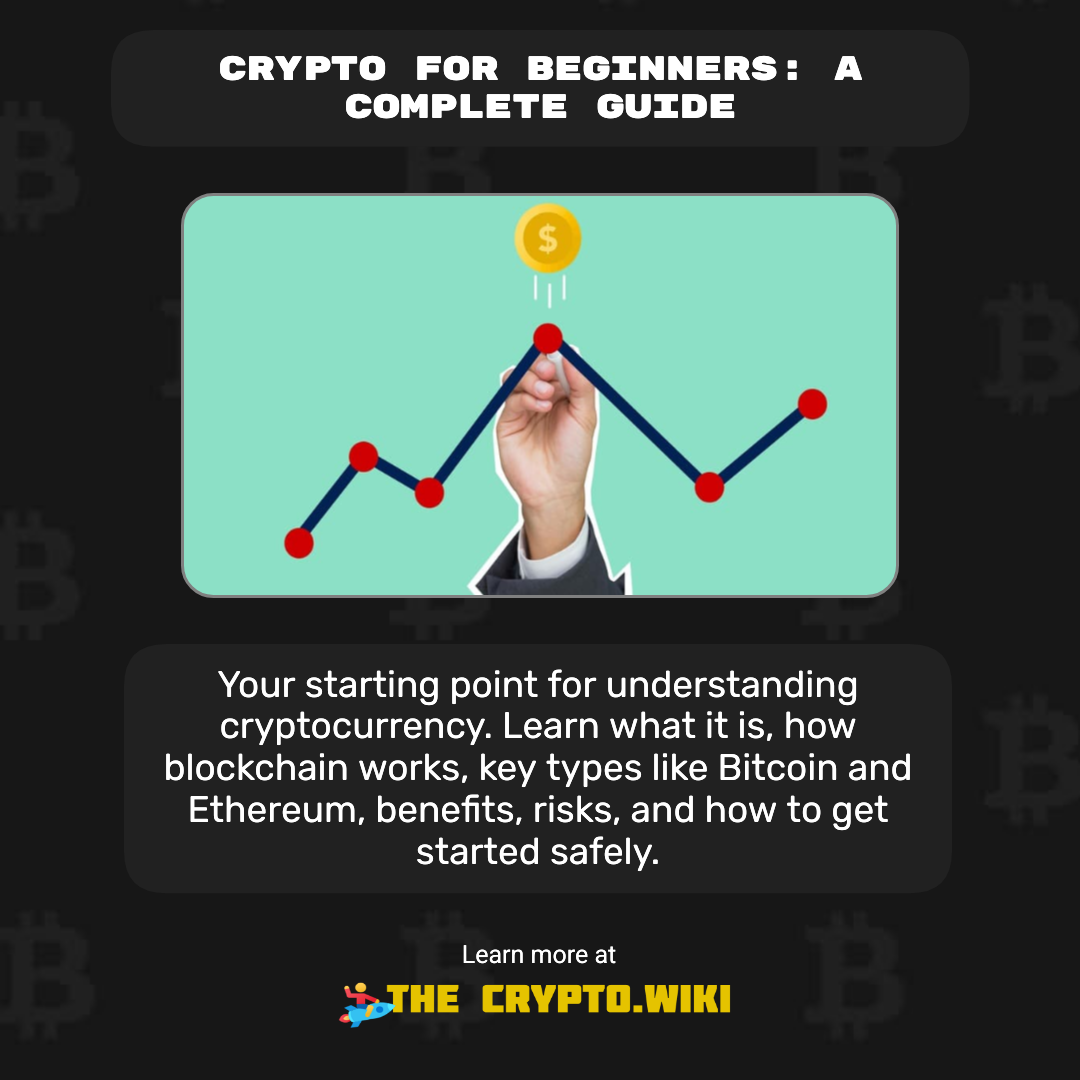 CRYPTO FOR BEGINNERS: A
COMPLETE GUIDE
$
Your starting point for understanding
cryptocurrency. Learn what it is, how
blockchain works, key types like Bitcoin and
Ethereum, benefits, risks, and how to get
started safely.
Learn more at
THE CRYPTO.WIKI